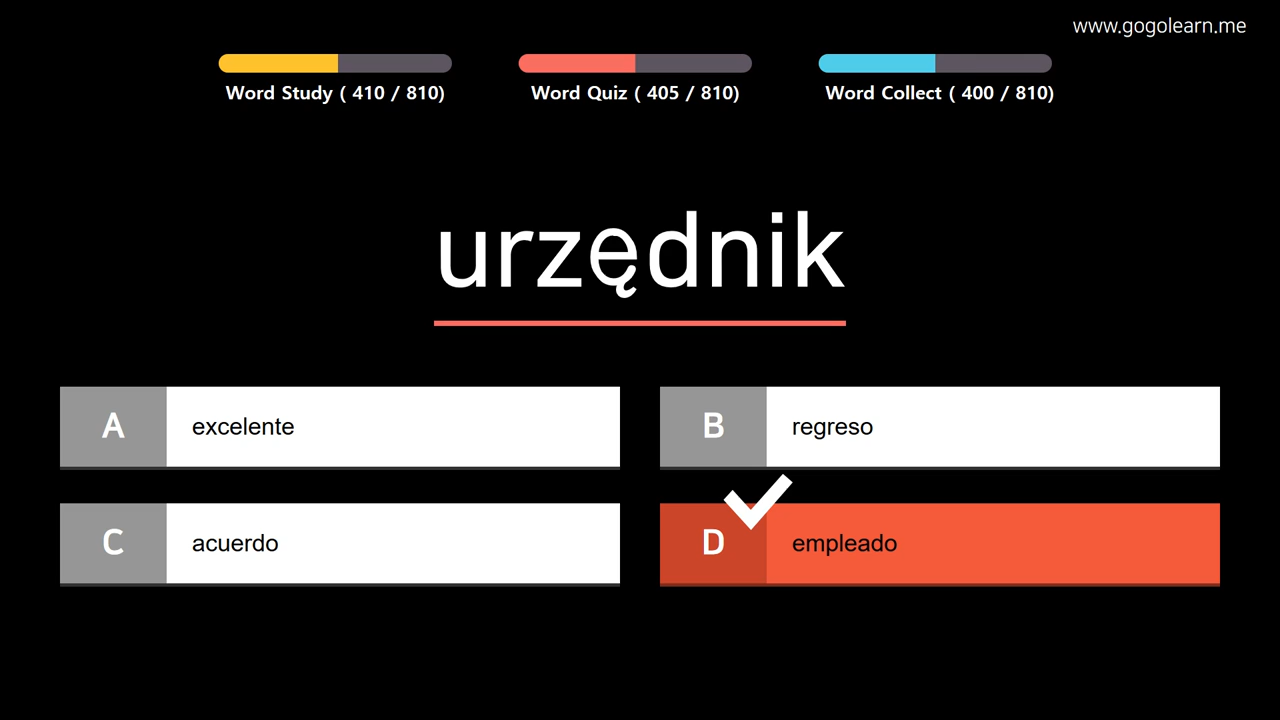 www.gogolearn.me
Word Study ( 410 / 810)
Word Quiz ( 405 / 810)
Word Collect ( 400 / 810)
urzędnik
A excelente
B regreso
C acuerdo
D empleado